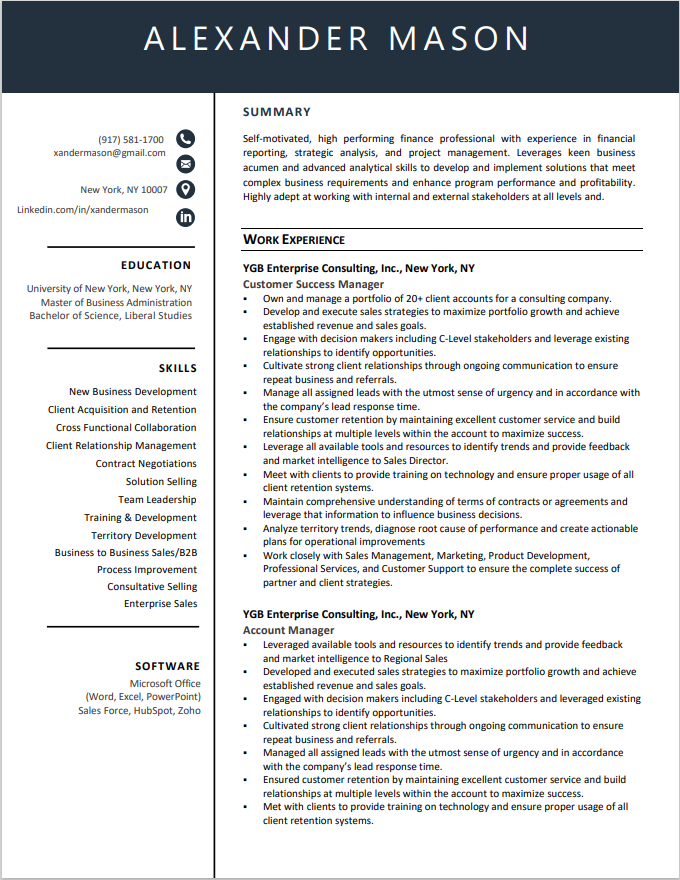 ALEXANDER MASON
(917) 581-1700
xandermason@gmail.com
New York, NY 10007
Linkedin.com/in/xandermason
in
EDUCATION
University of New York, New York, NY
Master of Business Administration
Bachelor of Science, Liberal Studies
SKILLS
New Business Development
Client Acquisition and Retention
Cross Functional Collaboration
Client Relationship Management
Contract Negotiations
Solution Selling
Team Leadership
Training & Development
Territory Development
Business to Business Sales/B2B
Process Improvement
Consultative Selling
Enterprise Sales
SOFTWARE
Microsoft Office
(Word, Excel, PowerPoint)
Sales Force, HubSpot, Zoho
SUMMARY
Self-motivated, high performing finance professional with experience in financial
reporting, strategic analysis, and project management. Leverages keen business
acumen and advanced analytical skills to develop and implement solutions that meet
complex business requirements and enhance program performance and profitability.
Highly adept at working with internal and external stakeholders at all levels and.
WORK EXPERIENCE
YGB Enterprise Consulting, Inc., New York, NY
Customer Success Manager
▪ Own and manage a portfolio of 20+ client accounts for a consulting company.
▪ Develop and execute sales strategies to maximize portfolio growth and achieve
established revenue and sales goals.
▪ Engage with decision makers including C-Level stakeholders and leverage existing
relationships to identify opportunities.
▪ Cultivate strong client relationships through ongoing communication to ensure
repeat business and referrals.
▪ Manage all assigned leads with the utmost sense of urgency and in accordance with
the company's lead response time.
▪ Ensure customer retention by maintaining excellent customer service and build
relationships at multiple levels within the account to maximize success.
▪ Leverage all available tools and resources to identify trends and provide feedback
and market intelligence to Sales Director.
▪ Meet with clients to provide training on technology and ensure proper usage of all
client retention systems.
▪ Maintain comprehensive understanding of terms of contracts or agreements and
leverage that information to influence business decisions.
▪ Analyze territory trends, diagnose root cause of performance and create actionable
plans for operational improvements
▪ Work closely with Sales Management, Marketing, Product Development,
Professional Services, and Customer Support to ensure the complete success of
partner and client strategies.
YGB Enterprise Consulting, Inc., New York, NY
Account Manager
▪ Leveraged available tools and resources to identify trends and provide feedback
and market intelligence to Regional Sales
▪ Developed and executed sales strategies to maximize portfolio growth and achieve
established revenue and sales goals.
▪ Engaged with decision makers including C-Level stakeholders and leveraged existing
relationships to identify opportunities.
▪ Cultivated strong client relationships through ongoing communication to ensure
repeat business and referrals.
▪ Managed all assigned leads with the utmost sense of urgency and in accordance
with the company's lead response time.
▪ Ensured customer retention by maintaining excellent customer service and build
relationships at multiple levels within the account to maximize success.
▪ Met with clients to provide training on technology and ensure proper usage of all
client retention systems.